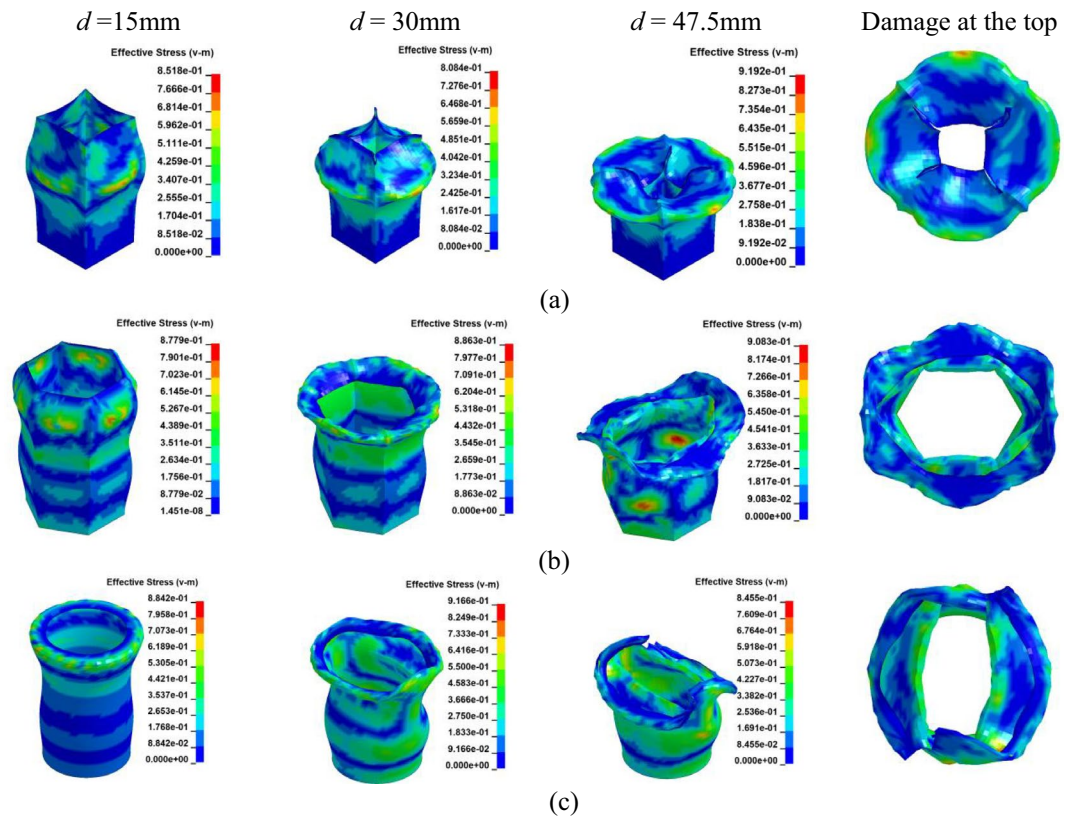 d =15mm
d = 30mm
d = 47.5mm
Damage at the top
Effective Stress (v-m)
8.518e-01
7.666e-01
6.814e-01
5.962e-01
5.111e-01
4.259e-01
3.407e-01
2.555e-01
1.704e-01
8.518e-02
0.000e+00
Effective Stress (v-m)
8.084e-01
7.276e-01
6.468e-01
5.659e-01
4.851e-01
4.042e-01
3.234e-01
2.425e-01
1.617e-01
8.084e-02
0.000e+00
Effective Stress (v-m)
9.192e-01
8.273e-01
7.354e-01
6.435e-01
5.515e-01
4.596e-01
3.677e-01
2.758e-01
1.838e-01
9.192e-02
0.000e+00
(a)
Effective Stress (v-m)
8.779e-01
7.901e-01
7.023e-01
6.145e-01
5.267e-01
4.389e-01
3.511e-01
2.634e-01
1.756e-01
8.779e-02
1.451e-08
Effective Stress (v-m)
8.863e-01
7.977e-01
7.091e-01
6.204e-01
5.318e-01
4.432e-01
3.545e-01
2.659e-01
1.773e-01
8.863e-02
0.000e+00
Effective Stress (v-m)
9.083e-01
8.174e-01
7.266e-01
6.358e-01
5.450e-01
4.541e-01
3.633e-01
2.725e-01
1.817e-01
9.083e-02
0.000e+00
(b)
Effective Stress (v-m)
8.842e-01
7.958e-01
7.073e-01
6.189e-01
5.305e-01
4.421e-01
3.537e-01
2.653e-01
1.768e-01
8.842e-02
0.000e+00
Effective Stress (v-m)
9.166e-01
8.249e-01
7.333e-01
6.416e-01
5.500e-01
4.583e-01
3.666e-01
2.750e-01
1.833e-01
9.166e-02
0.000e+00
Effective Stress (v-m)
8.455e-01
7.609e-01
6.764e-01
5.918e-01
5.073e-01
4.227e-01
3.382e-01
2.536e-01
1.691e-01
8.455e-02
0.000e+00
(c)